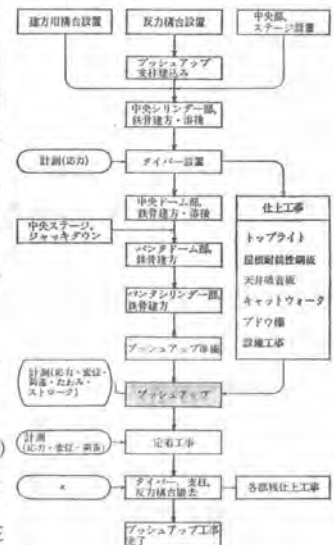 建方用構台設置
反力構台設置
中央部,
ステージ設置
プッシュアップ
支柱建込み
中央シリンダー部,
鉄骨建方・溶接
計測(応力)
タイバー設置
中央ドーム部,
鉄骨建方・溶接
仕上工事
中央ステージ,
ジャッキダウン
トップライト
屋根耐蝕性鋼板
天井吸音板
キャットウォーク
ブドウ棚
設備工事
パンタドーム部,
鉄骨建方
パンタシリンダー部,
鉄骨建方
プッシュアップ準備
計測(応力・変位・
荷重・たわみ・
ストローク)
プッシュアップ
計測
(応力・変位・荷重)
定着工事
タイバー, 支柱,
反力構台撤去
各部残仕上工事
プッシュアップ工事
完了